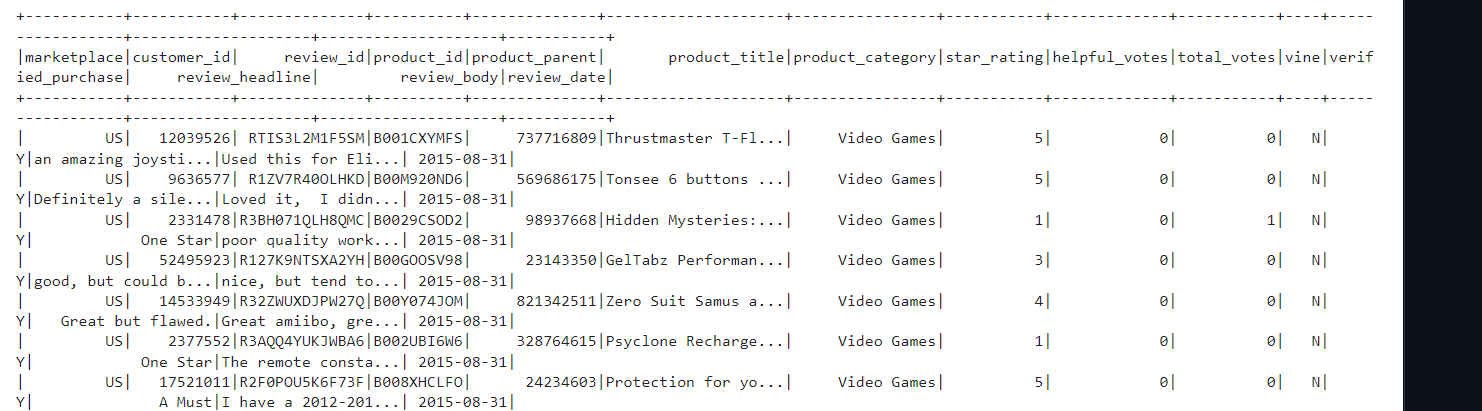 +-----------+-----------+--------------+----------+--------------+--------------------+----------------+-----------+-------------+-----------+----+-----
------------+--------------------+--------------------+-----------+
|marketplace|customer_id|     review_id|product_id|product_parent|       product_title|product_category|star_rating|helpful_votes|total_votes|vine|verif
ied_purchase|     review_headline|         review_body|review_date|
+-----------+-----------+--------------+----------+--------------+--------------------+----------------+-----------+-------------+-----------+----+-----
------------+--------------------+--------------------+-----------+
|         US|   12039526| RTIS3L2M1F5SM|B001CXYMFS|     737716809|Thrustmaster T-Fl...|     Video Games|          5|            0|          0|   N|
Y|an amazing joysti...|Used this for Eli...| 2015-08-31|
|         US|    9636577| R1ZV7R40OLHKD|B00M920ND6|     569686175|Tonsee 6 buttons ...|     Video Games|          5|            0|          0|   N|
Y|Definitely a sile...|Loved it,  I didn...| 2015-08-31|
|         US|    2331478|R3BH071QLH8QMC|B0029CSOD2|      98937668|Hidden Mysteries:...|     Video Games|          1|            0|          1|   N|
Y|            One Star|poor quality work...| 2015-08-31|
|         US|   52495923|R127K9NTSXA2YH|B00GOOSV98|      23143350|GelTabz Performan...|     Video Games|          3|            0|          0|   N|
Y|good, but could b...|nice, but tend to...| 2015-08-31|
|         US|   14533949|R32ZWUXDJPW27Q|B00Y074JOM|     821342511|Zero Suit Samus a...|     Video Games|          4|            0|          0|   N|
Y|   Great but flawed.|Great amiibo, gre...| 2015-08-31|
|         US|    2377552|R3AQQ4YUKJWBA6|B002UBI6W6|     328764615|Psyclone Recharge...|     Video Games|          1|            0|          0|   N|
Y|            One Star|The remote consta...| 2015-08-31|
|         US|   17521011|R2F0POU5K6F73F|B008XHCLFO|      24234603|Protection for yo...|     Video Games|          5|            0|          0|   N|
Y|              A Must|I have a 2012-201...| 2015-08-31|